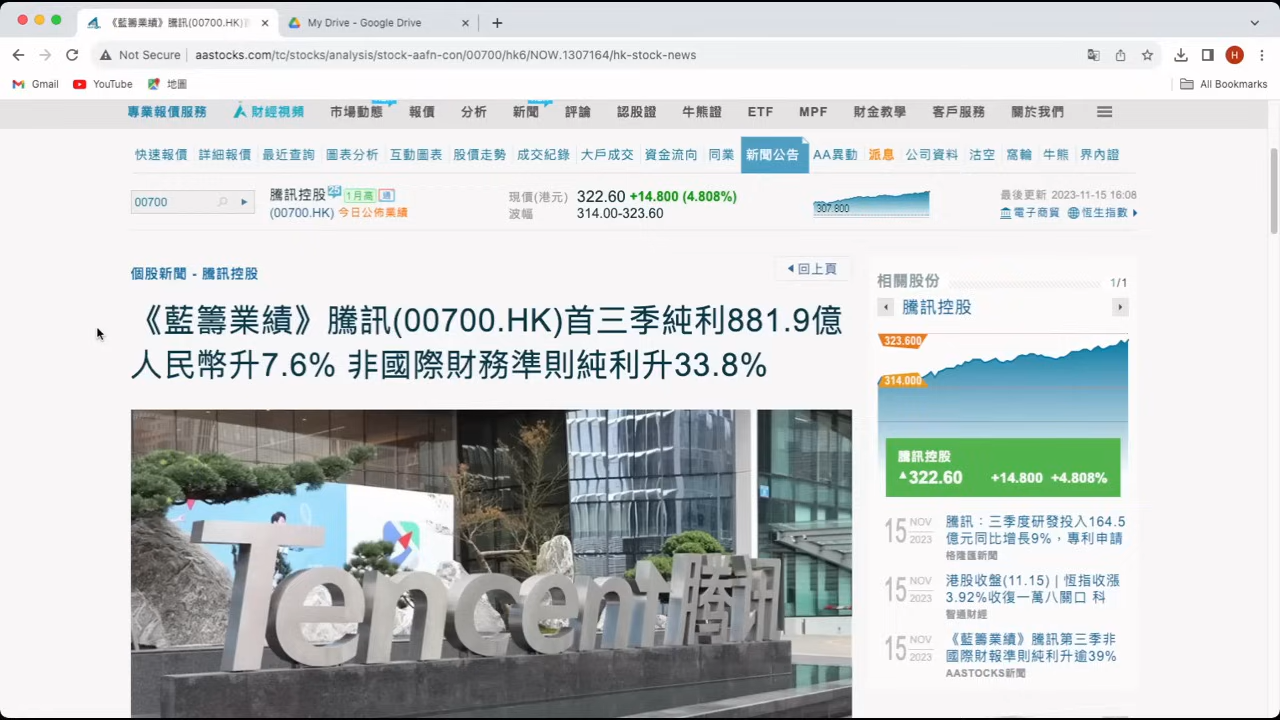 《藍籌業績》騰訊(00700.HK)首
My Drive - Google Drive
Not Secure
aastocks.com/tc/stocks/analysis/stock-aafn-con/00700/hk6/NOW.1307164/hk-stock-news
H
Gmail
YouTube
地圖
All Bookmarks
專業報價服務 財經視頻 市場動態 報價 分析 新聞 評論 認股證 牛熊證 ETF MPF 財金教學 客戶服務 關於我們
快速報價 詳細報價 最近查詢 圖表分析 互動圖表 股價走勢 成交紀錄 大戶成交 資金流向 同業 新聞公告 AA異動 派息 公司資料 沽空 窩輪 牛熊 界內證
00700
騰訊控股 1月高 通
(00700.HK) 今日公佈業績
現價(港元) 322.60 +14.800 (4.808%)
波幅 314.00-323.60
307.800
最後更新 2023-11-15 16:08
電子商貿 恆生指數
個股新聞 - 騰訊控股
回上頁
《藍籌業績》騰訊(00700.HK)首三季純利881.9億
人民幣升7.6% 非國際財務準則純利升33.8%
Tencent 腾讯
相關股份
1/1
騰訊控股
323.600
314.000
騰訊控股
322.60 +14.800 +4.808%
15 NOV 2023
騰訊：三季度研發投入164.5
億元同比增長9%，專利申請
格隆匯新聞
15 NOV 2023
港股收盤(11.15) | 恆指收漲
3.92%收復一萬八關口 科
智通財經
15 NOV 2023
《藍籌業績》騰訊第三季非
國際財報準則純利升逾39%
AASTOCKS新聞